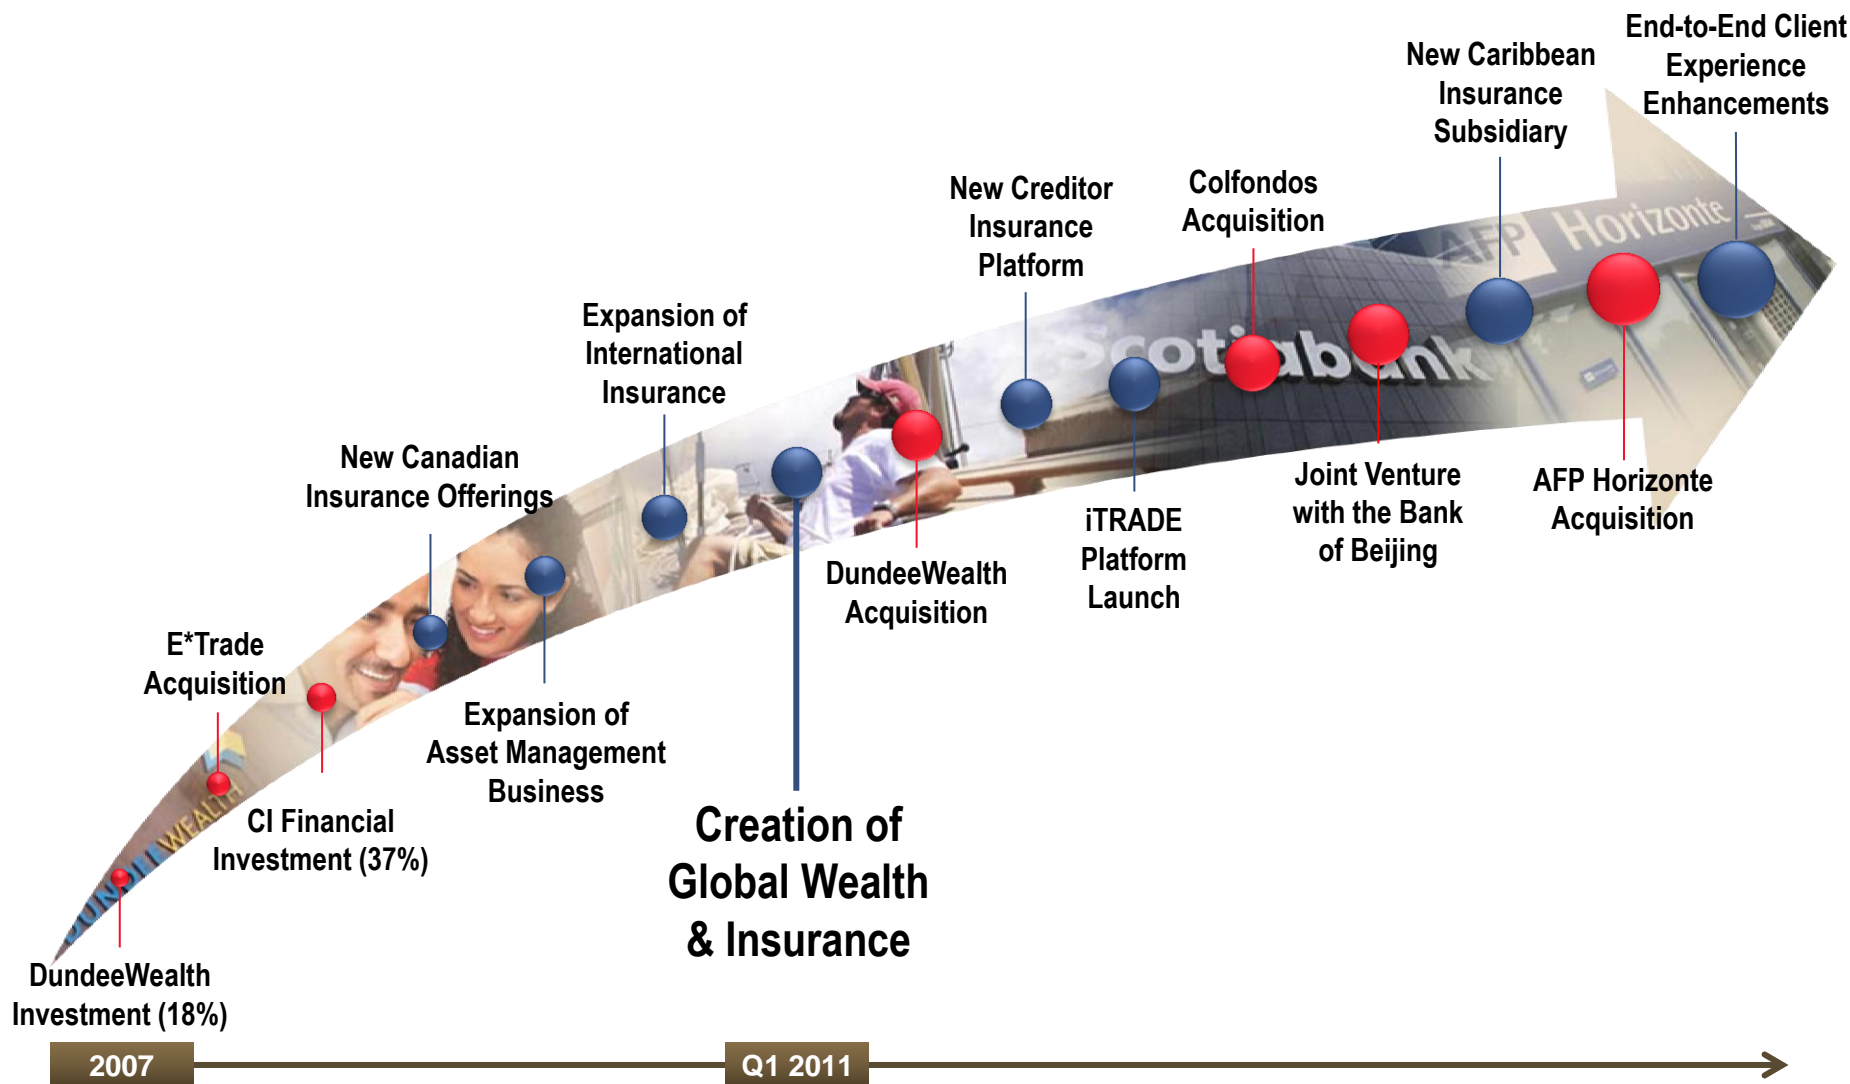 End-to-End Client
Experience
Enhancements
New Caribbean
Insurance
Subsidiary
Colfondos
Acquisition
New Creditor
Insurance
Platform
Expansion of
International
Insurance
New Canadian
Insurance Offerings
E*Trade
Acquisition
AFP Horizonte
Scotiabank
DUNDEEWEALTH
DundeeWealth
Investment (18%)
CI Financial
Investment (37%)
Expansion of
Asset Management
Business
Creation of
Global Wealth
& Insurance
DundeeWealth
Acquisition
iTRADE
Platform
Launch
Joint Venture
with the Bank
of Beijing
AFP Horizonte
Acquisition
2007
Q1 2011